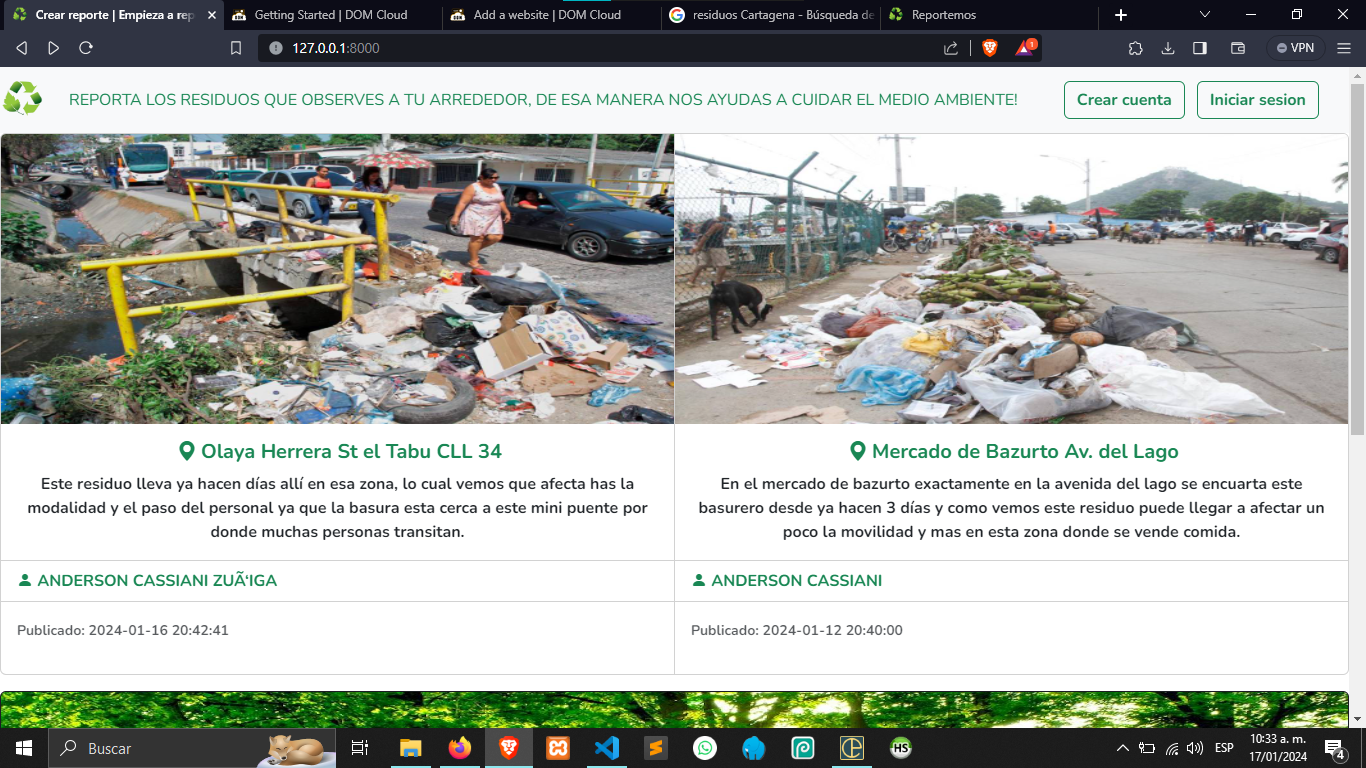 Crear reporte | Empieza a rep
Getting Started | DOM Cloud
Add a website | DOM Cloud
residuos Cartagena - Búsqueda de
Reportemos
127.0.0.1:8000
1
VPN
REPORTA LOS RESIDUOS QUE OBSERVES A TU ARREDEDOR, DE ESA MANERA NOS AYUDAS A CUIDAR EL MEDIO AMBIENTE!
Crear cuenta
Iniciar sesion
Olaya Herrera St el Tabu CLL 34
Este residuo lleva ya hacen días allí en esa zona, lo cual vemos que afecta has la
modalidad y el paso del personal ya que la basura esta cerca a este mini puente por
donde muchas personas transitan.
ANDERSON CASSIANI ZUÃ‘IGA
Publicado: 2024-01-16 20:42:41
Mercado de Bazurto Av. del Lago
En el mercado de bazurto exactamente en la avenida del lago se encuarta este
basurero desde ya hacen 3 días y como vemos este residuo puede llegar a afectar un
poco la movilidad y mas en esta zona donde se vende comida.
ANDERSON CASSIANI
Publicado: 2024-01-12 20:40:00
Buscar
HS
ESP
10:33 a. m.
17/01/2024
4